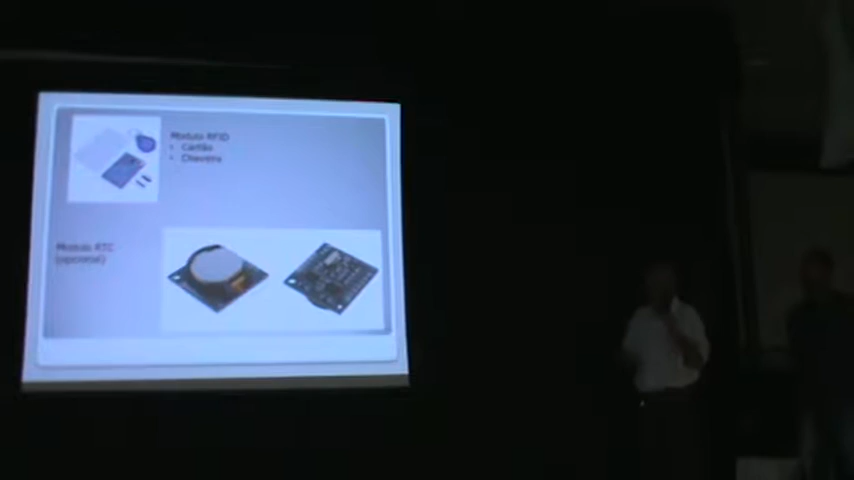 Modulo RFID
• Cartão
• Chaveiro
Modulo RTC
(opcional)